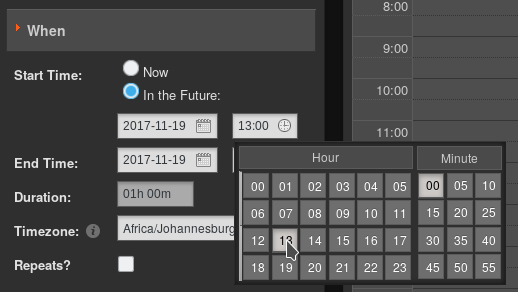 When
Start Time:
Now
In the Future:
2017-11-19 13:00
End Time: 2017-11-19
Duration: 01h 00m
Timezone: Africa/Johannesburg
Repeats?
8:00
9:00
10:00
11:00
Hour Minute
00 01 02 03 04 05 00 05 10
06 07 08 09 10 11 15 20 25
12 13 14 15 16 17 30 35 40
18 19 20 21 22 23 45 50 55